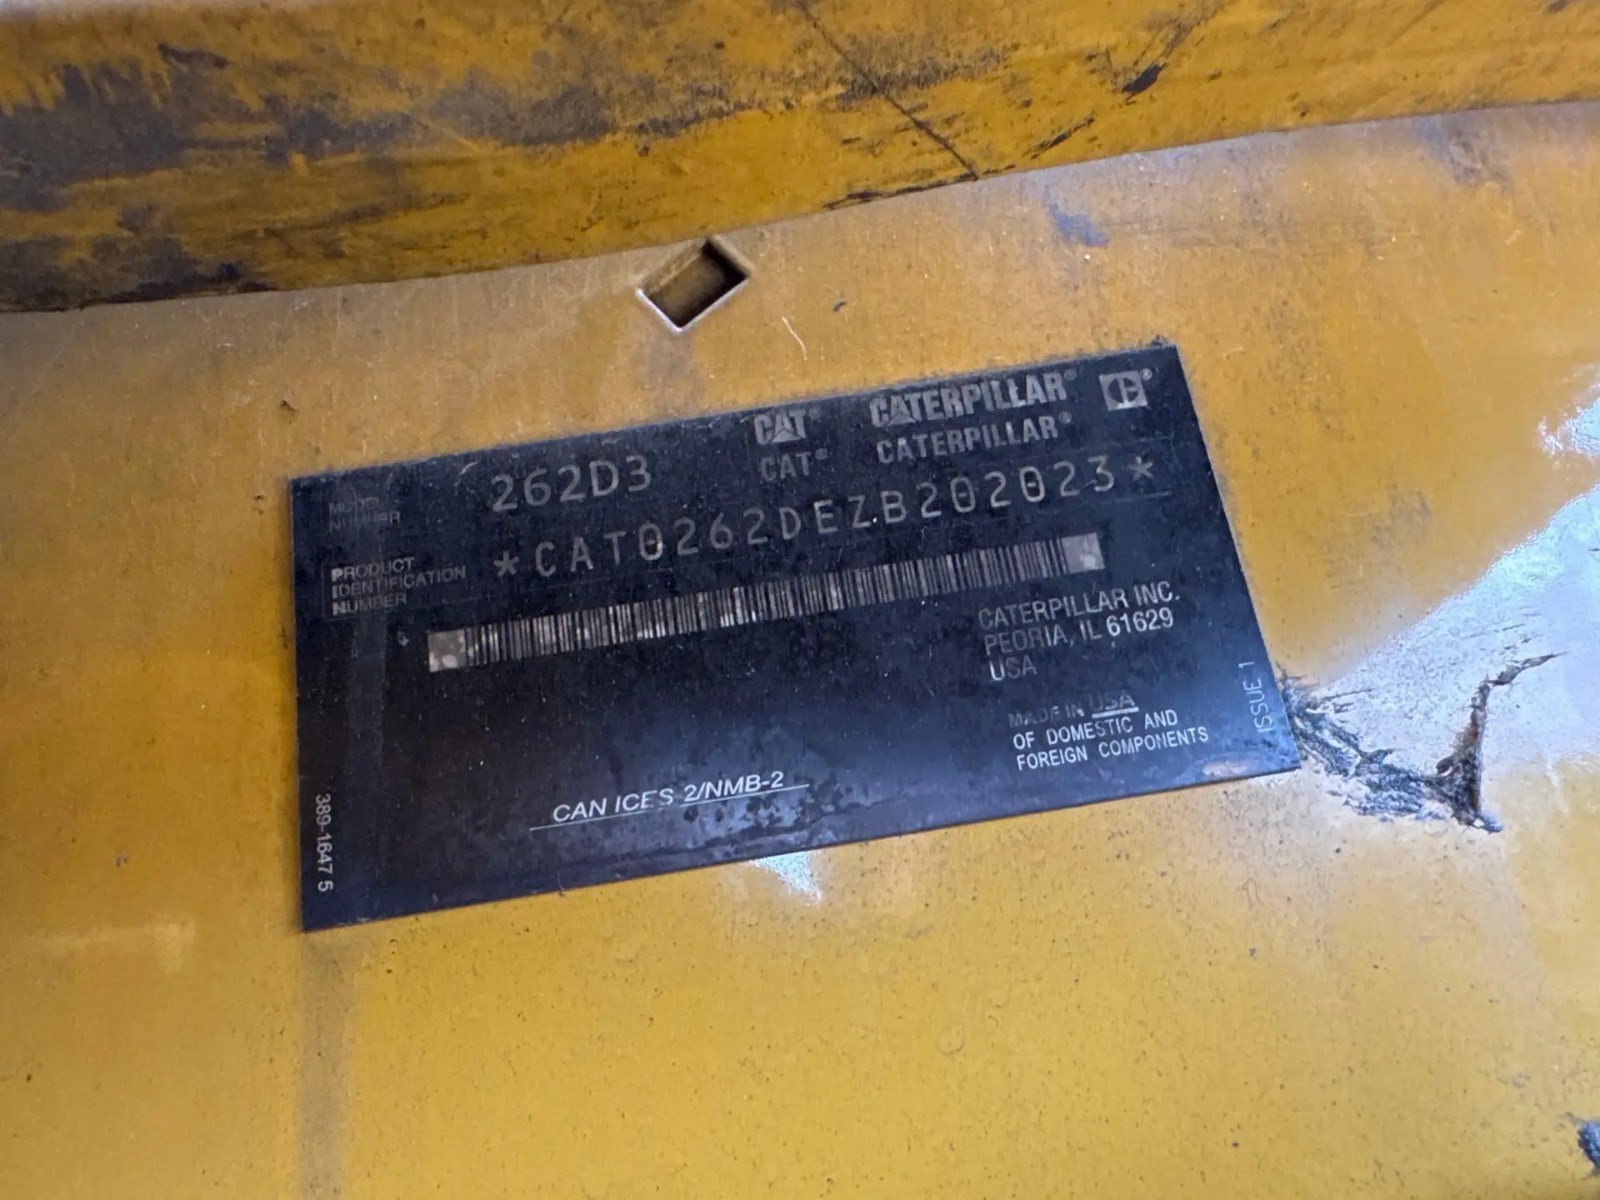 CAT® CATERPILLAR® C®
CAT® CATERPILLAR®
MODEL NUMBER
262D3
PRODUCT
IDENTIFICATION
NUMBER
*CAT0262DEZB202023*
CATERPILLAR INC.
PEORIA, IL 61629
USA
MADE IN USA
OF DOMESTIC AND
FOREIGN COMPONENTS
ISSUE 1
CAN ICES 2/NMB-2
389-1647 5